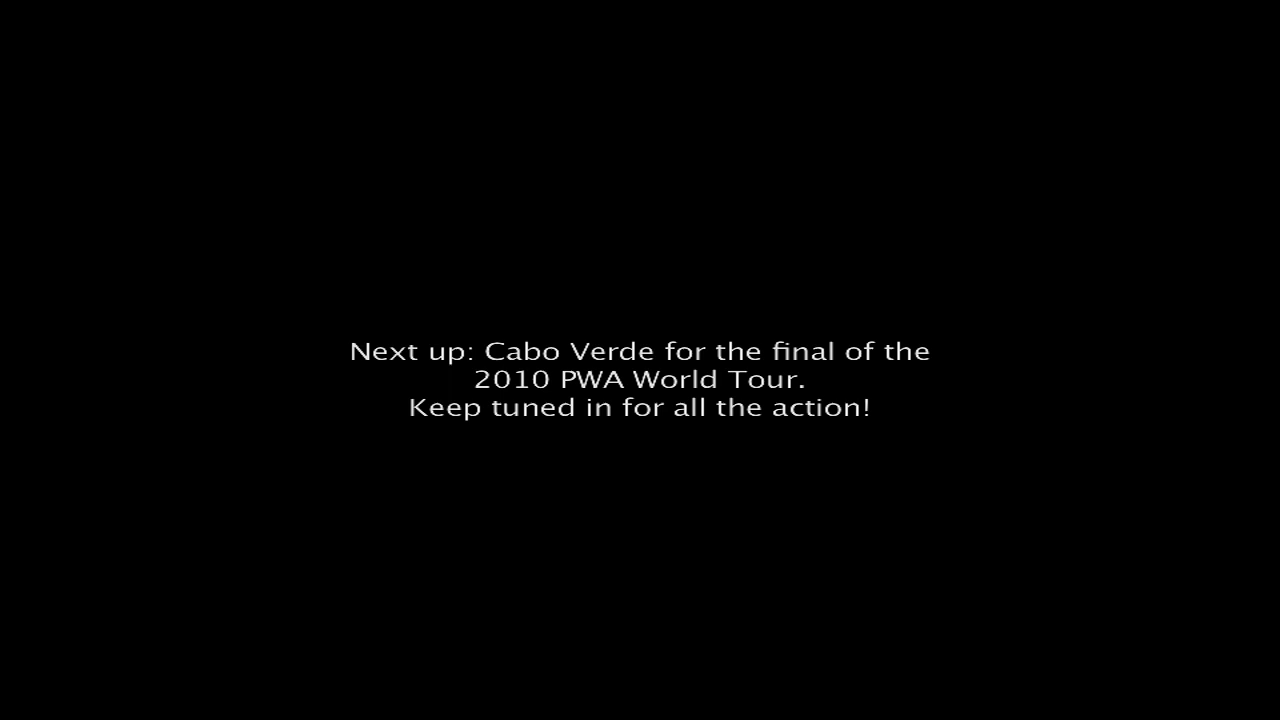 Next up: Cabo Verde for the final of the
2010 PWA World Tour.
Keep tuned in for all the action!